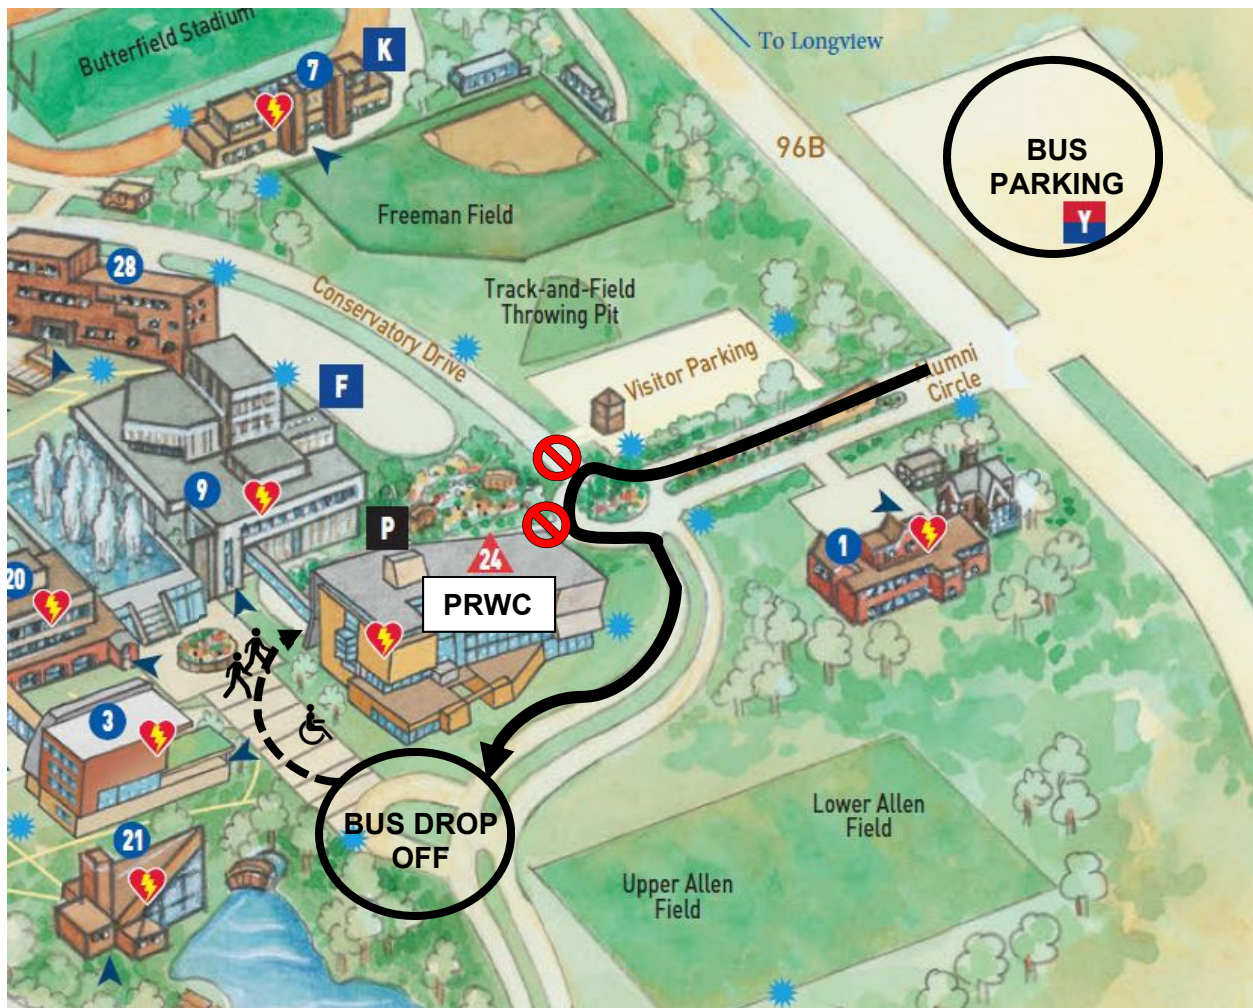 Butterfield Stadium
7
K
To Longview
96B
BUS
PARKING
Y
Freeman Field
28
Conservatory Drive
Track-and-Field
Throwing Pit
Visitor Parking
Alumni
Circle
F
9
P
24
PRWC
1
20
3
BUS DROP
OFF
21
Lower Allen
Field
Upper Allen
Field